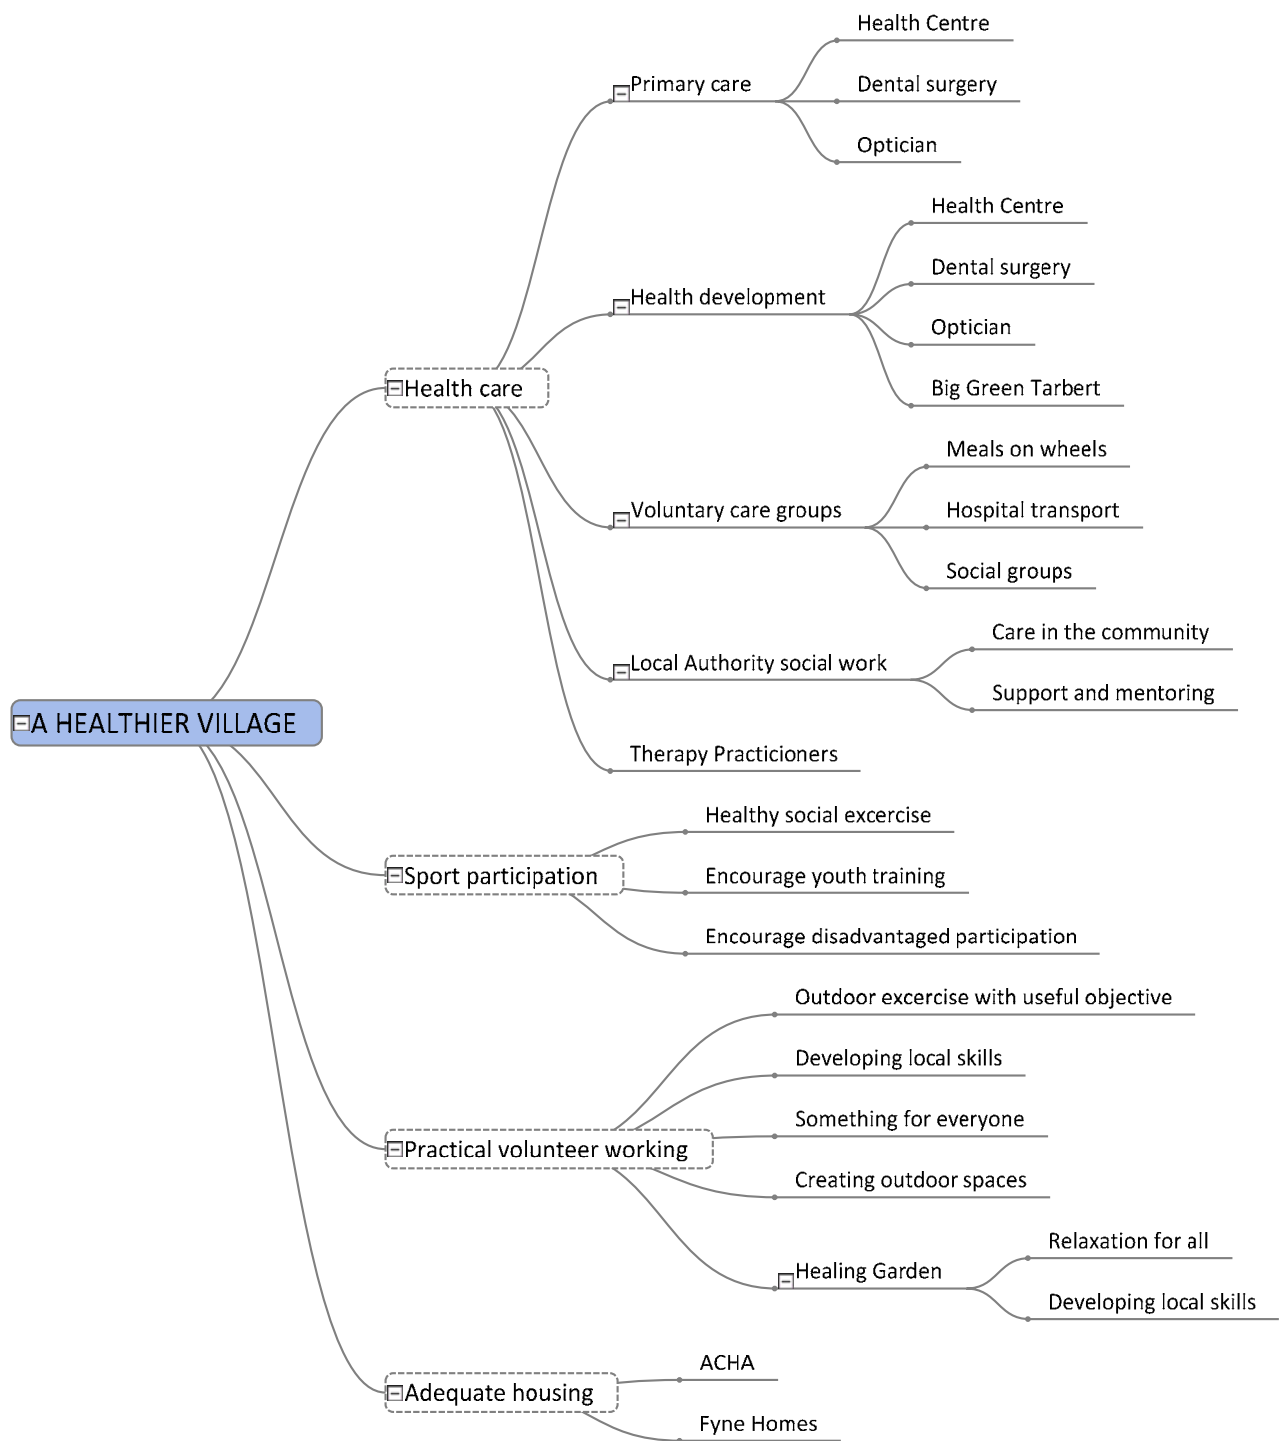 A HEALTHIER VILLAGE
Health care
Primary care
Health Centre
Dental surgery
Optician
Health development
Health Centre
Dental surgery
Optician
Big Green Tarbert
Voluntary care groups
Meals on wheels
Hospital transport
Social groups
Local Authority social work
Care in the community
Support and mentoring
Therapy Practicioners
Sport participation
Healthy social excercise
Encourage youth training
Encourage disadvantaged participation
Practical volunteer working
Outdoor excercise with useful objective
Developing local skills
Something for everyone
Creating outdoor spaces
Healing Garden
Relaxation for all
Developing local skills
Adequate housing
ACHA
Fyne Homes